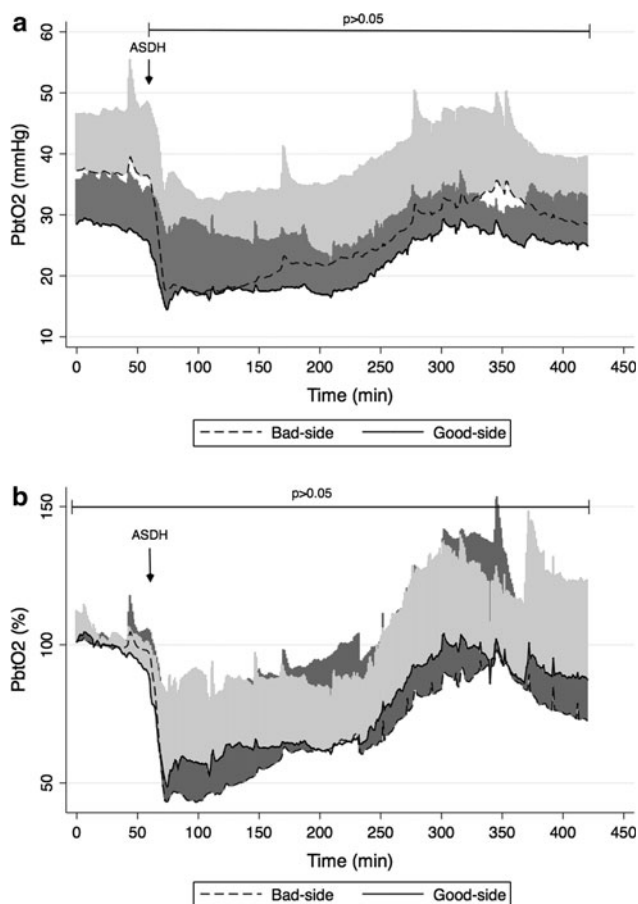 a
p>0.05
ASDH
60
50
40
30
20
10
PbtO2 (mmHg)
0 50 100 150 200 250 300 350 400 450
Time (min)
Bad-side Good-side
b
p>0.05
ASDH
150
100
50
PbtO2 (%)
0 50 100 150 200 250 300 350 400 450
Time (min)
Bad-side Good-side